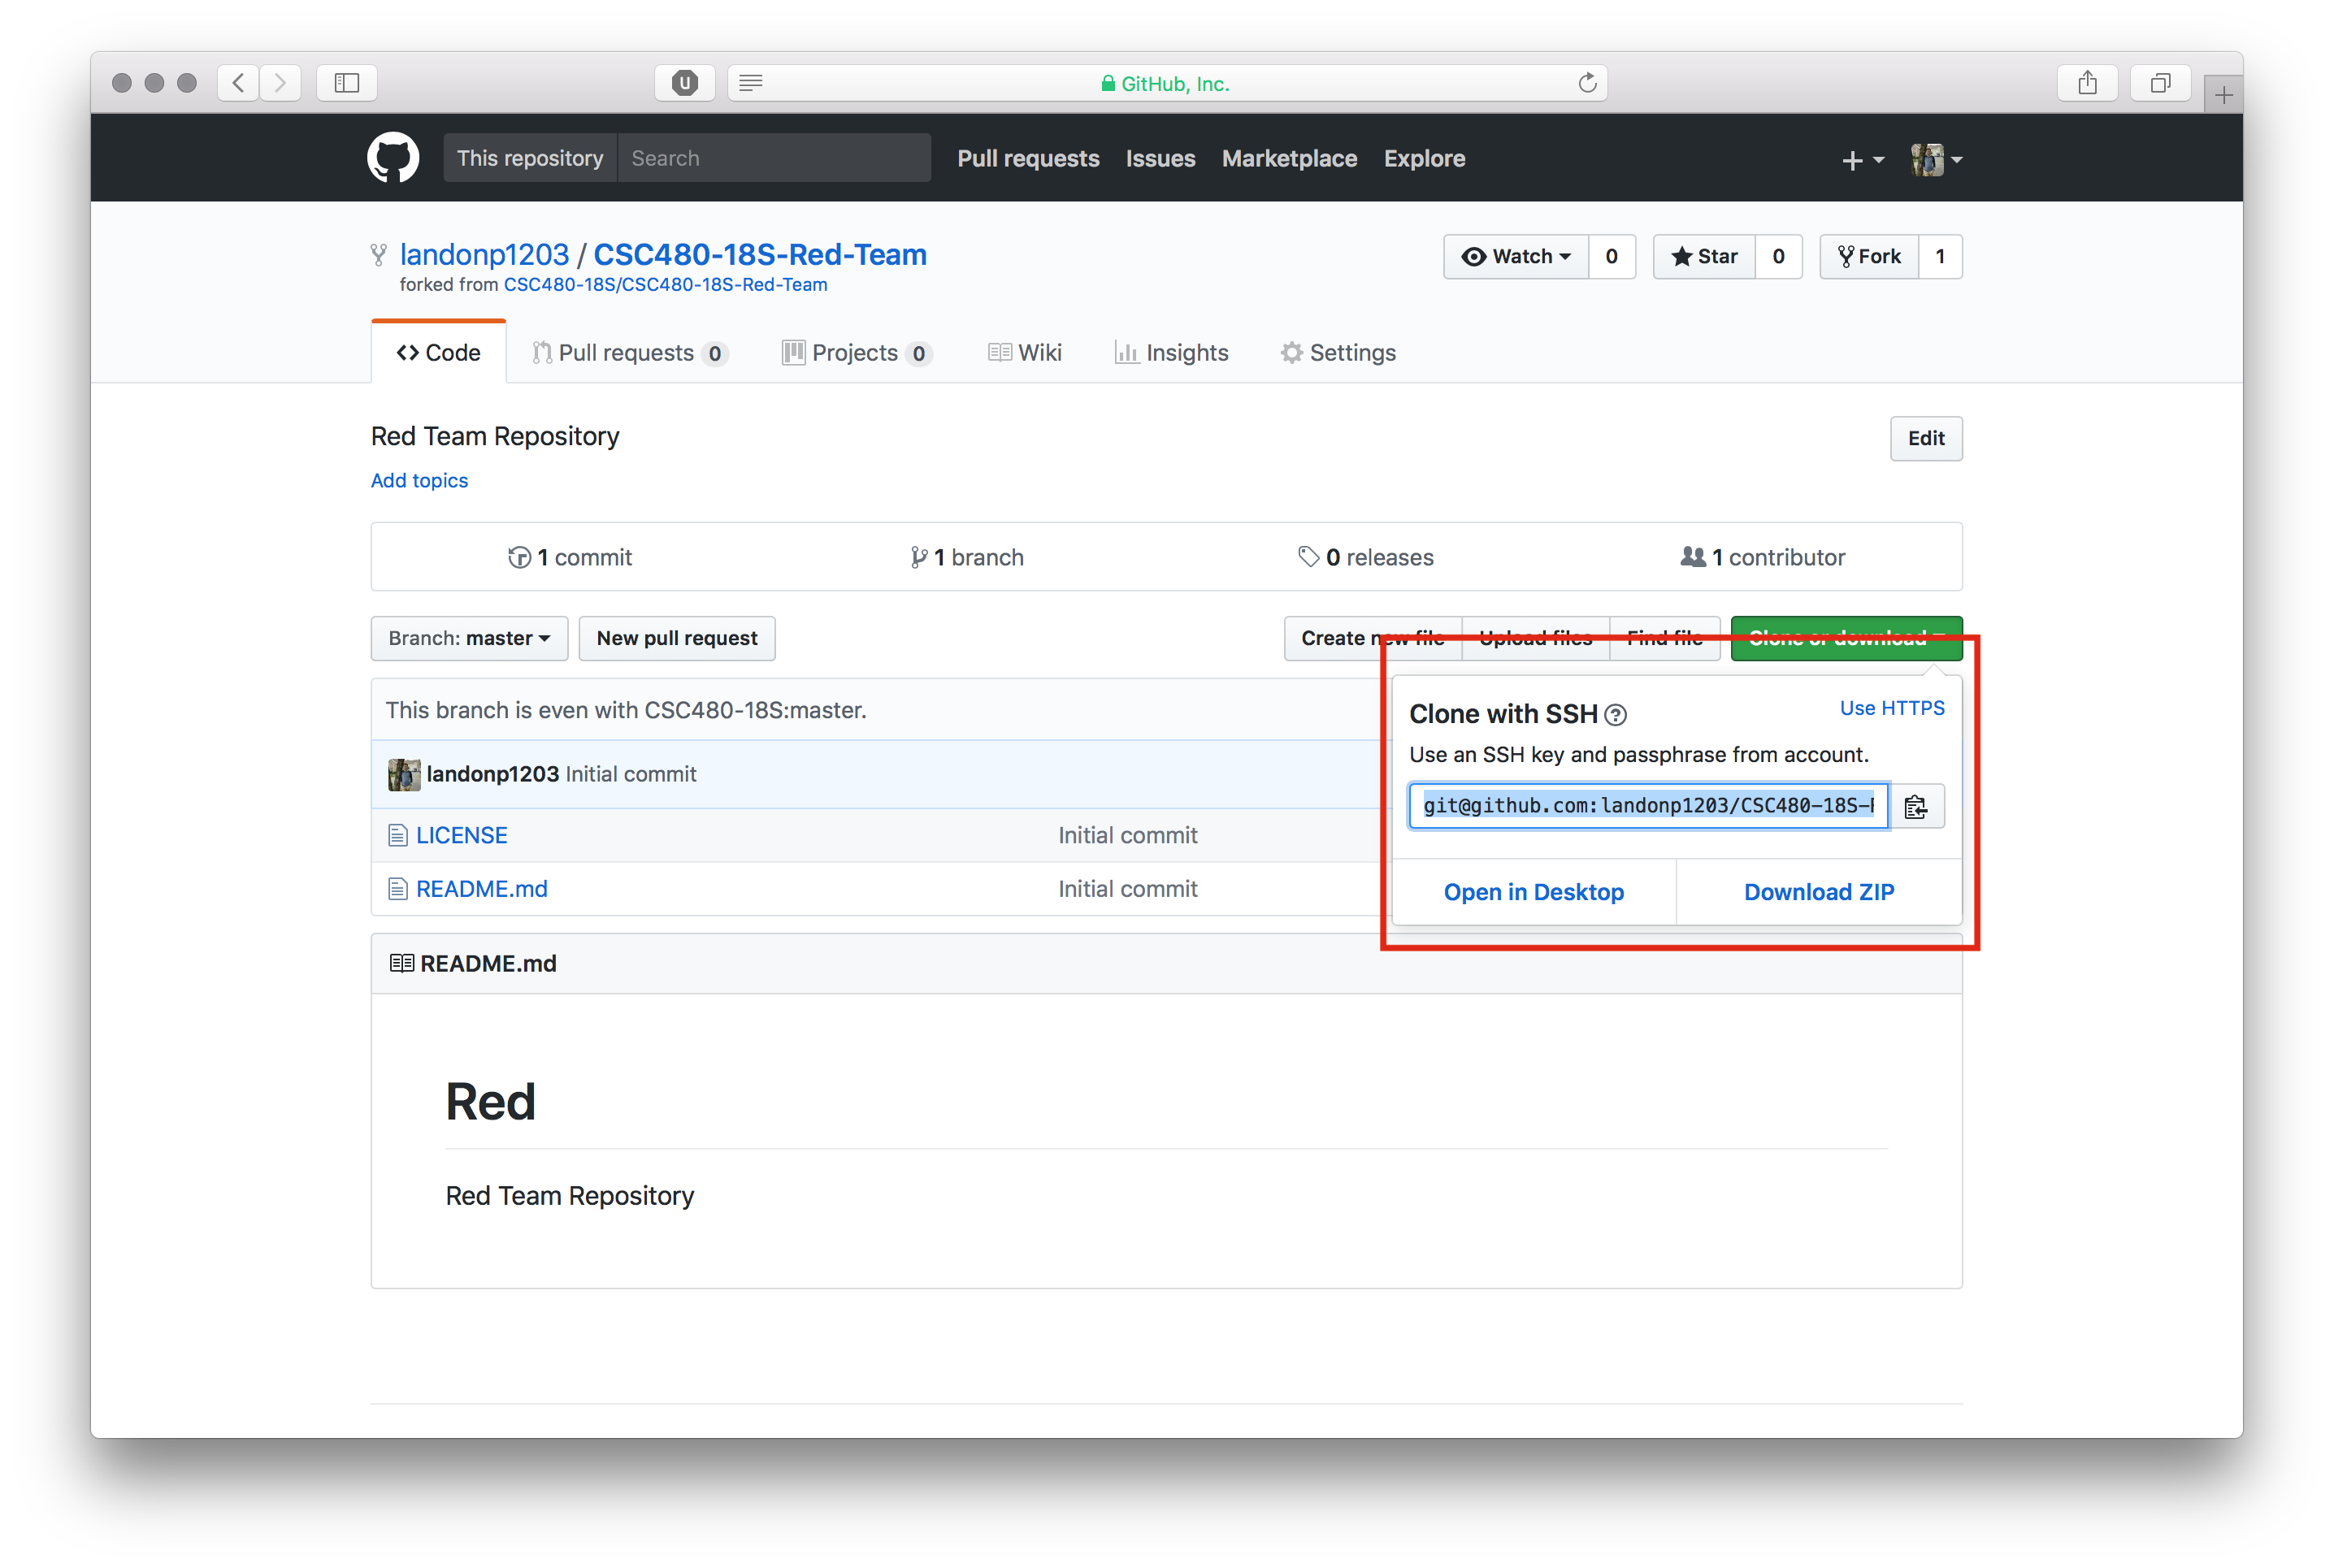 GitHub, Inc.
This repository Search Pull requests Issues Marketplace Explore
landonp1203 / CSC480-18S-Red-Team
Watch 0 Star 0 Fork 1
forked from CSC480-18S/CSC480-18S-Red-Team
Code Pull requests 0 Projects 0 Wiki Insights Settings
Red Team Repository
Edit
Add topics
1 commit 1 branch 0 releases 1 contributor
Branch: master New pull request Create new file Upload files Find file Clone or download
This branch is even with CSC480-18S:master.
landonp1203 Initial commit
LICENSE Initial commit
README.md Initial commit
Clone with SSH Use HTTPS
Use an SSH key and passphrase from account.
git@github.com:landonp1203/CSC480-18S-
Open in Desktop Download ZIP
README.md
Red
Red Team Repository